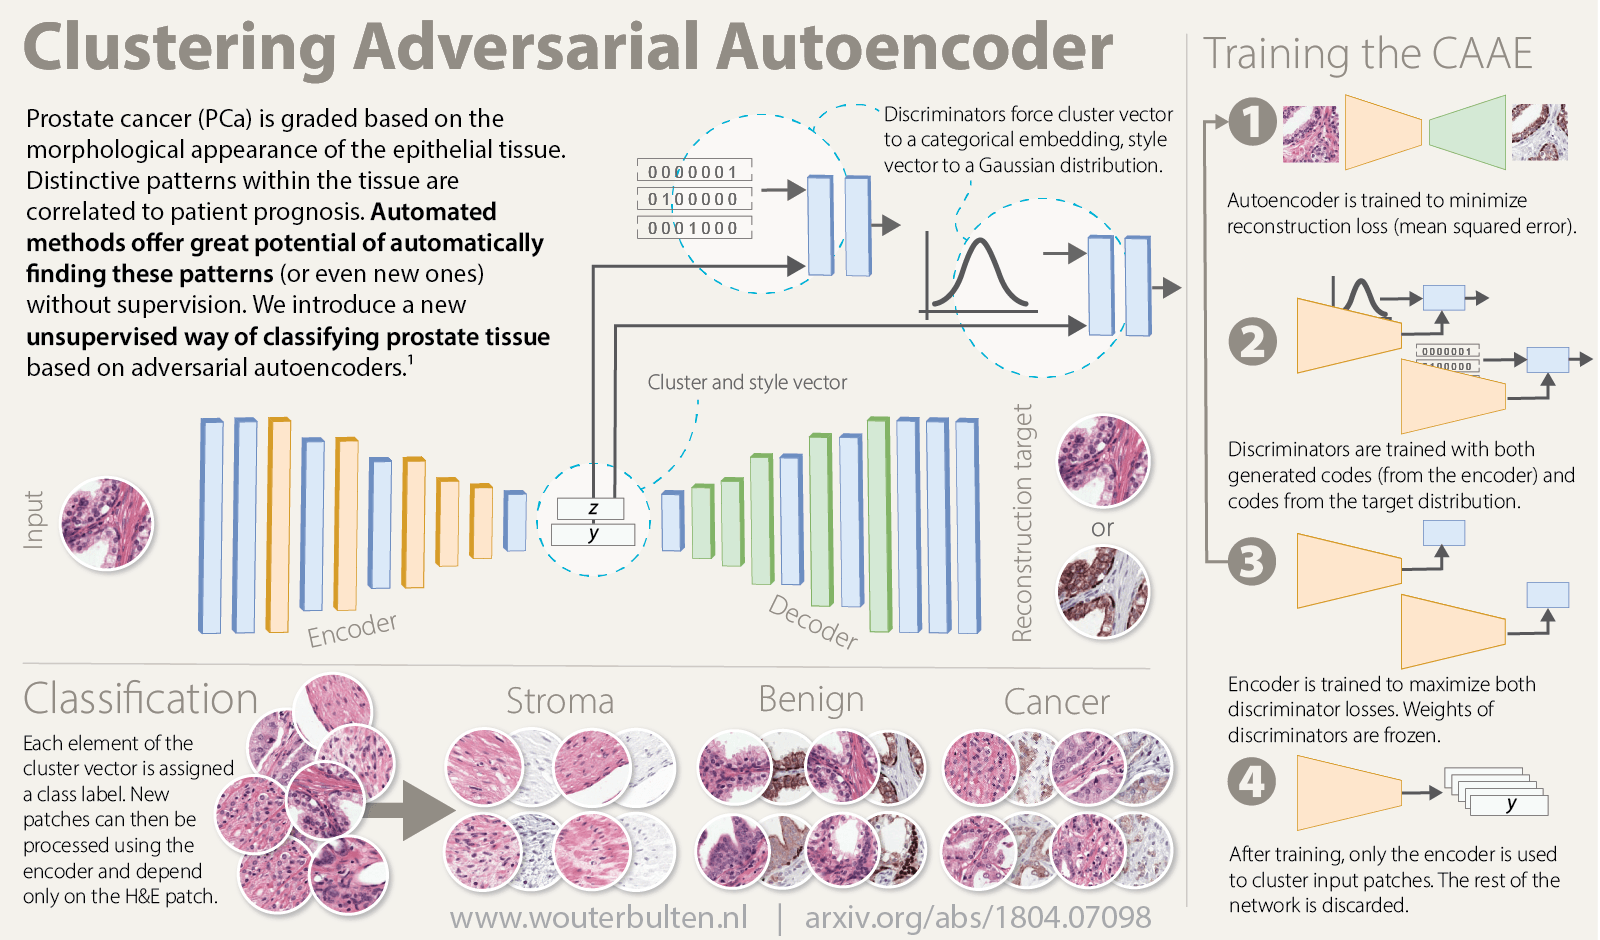 Clustering Adversarial Autoencoder
Prostate cancer (PCa) is graded based on the
morphological appearance of the epithelial tissue.
Distinctive patterns within the tissue are
correlated to patient prognosis. Automated
methods offer great potential of automatically
finding these patterns (or even new ones)
without supervision. We introduce a new
unsupervised way of classifying prostate tissue
based on adversarial autoencoders.¹
Discriminators force cluster vector
to a categorical embedding, style
vector to a Gaussian distribution.
0000001
0100000
0001000
Cluster and style vector
Input
Encoder
z
y
Decoder
Reconstruction target
or
Classification
Each element of the
cluster vector is assigned
a class label. New
patches can then be
processed using the
encoder and depend
only on the H&E patch.
Stroma
Benign
Cancer
www.wouterbulten.nl | arxiv.org/abs/1804.07098
Training the CAAE
1
Autoencoder is trained to minimize
reconstruction loss (mean squared error).
2
0000001
100000
Discriminators are trained with both
generated codes (from the encoder) and
codes from the target distribution.
3
Encoder is trained to maximize both
discriminator losses. Weights of
discriminators are frozen.
4
y
After training, only the encoder is used
to cluster input patches. The rest of the
network is discarded.